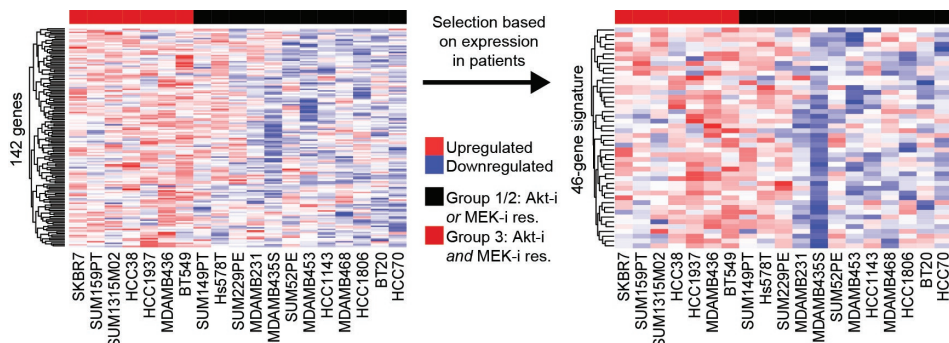 142 genes
SKBR7
SUM159PT
SUM1315M02
HCC38
HCC1937
MDAMB436
BT549
SUM149PT
Hs578T
SUM229PE
MDAMB231
MDAMB435S
SUM52PE
MDAMB453
HCC1143
MDAMB468
HCC1806
BT20
HCC70
Selection based
on expression
in patients
Upregulated
Downregulated
Group 1/2: Akt-i
or MEK-i res.
Group 3: Akt-i
and MEK-i res.
46-gene signature
SKBR7
SUM159PT
SUM1315M02
HCC38
HCC1937
MDAMB436
BT549
SUM149PT
Hs578T
SUM229PE
MDAMB231
MDAMB435S
SUM52PE
MDAMB453
HCC1143
MDAMB468
HCC1806
BT20
HCC70